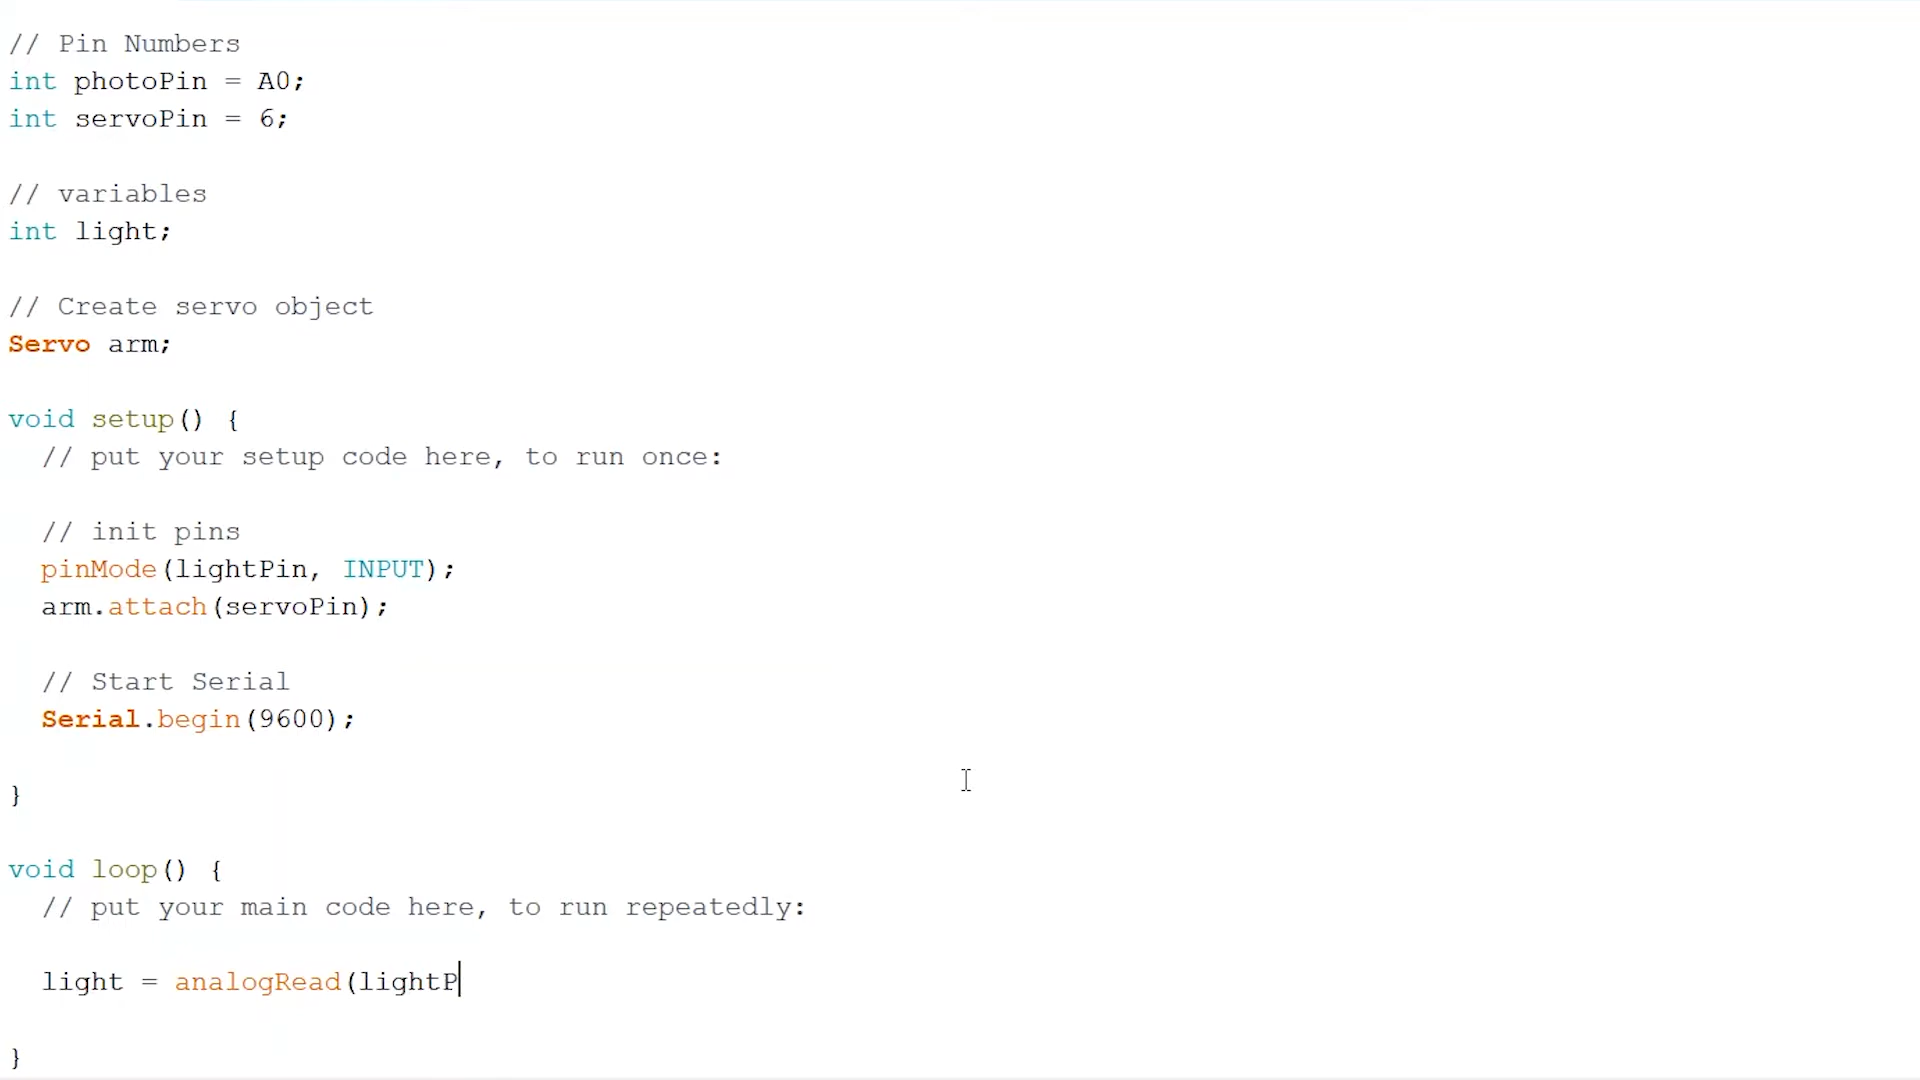 // Pin Numbers
int photoPin = A0;
int servoPin = 6;
// variables
int light;
// Create servo object
Servo arm;
void setup() {
// put your setup code here, to run once:
// init pins
pinMode(lightPin, INPUT);
arm.attach(servoPin);
// Start Serial
Serial.begin(9600);
}
void loop() {
// put your main code here, to run repeatedly:
light = analogRead(lightP
}